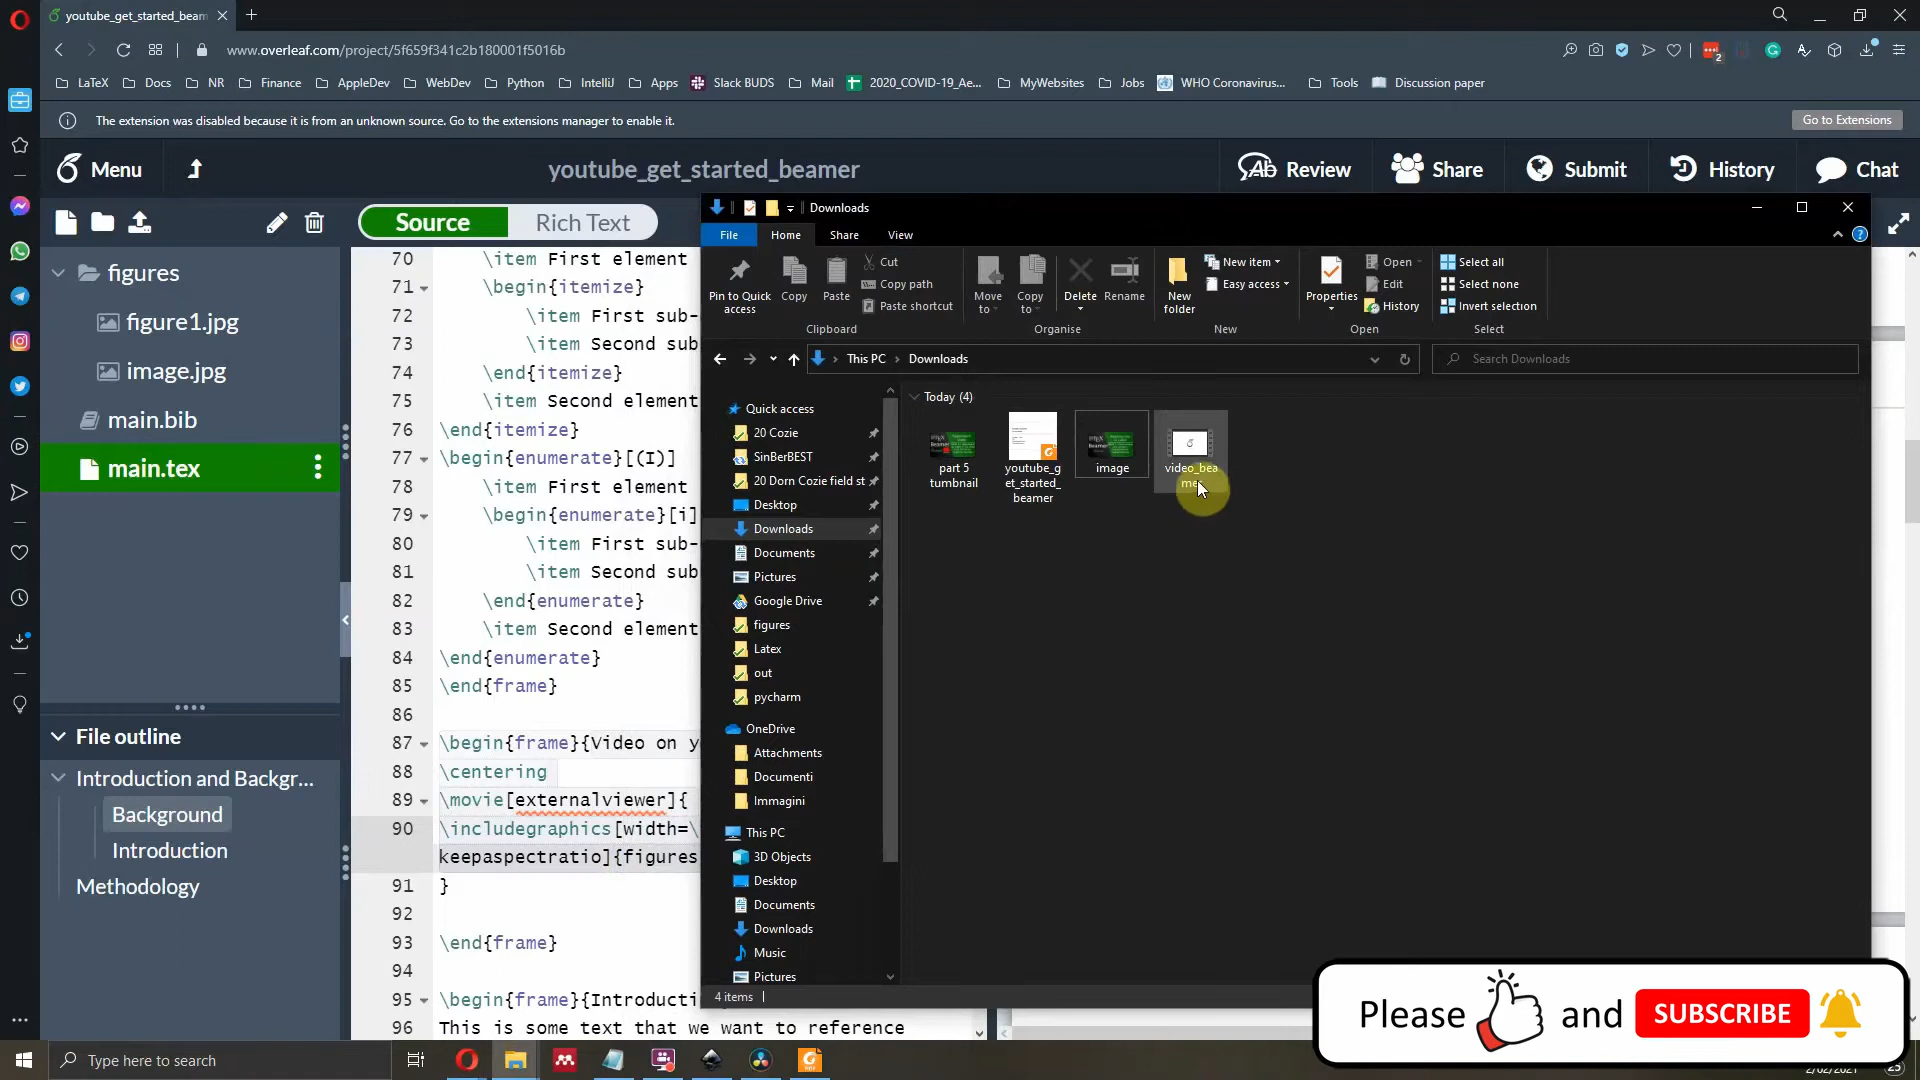 youtube_get_started_beam
www.overleaf.com/project/5f659f341c2b180001f5016b
2
LaTeX
Docs
NR
Finance
AppleDev
WebDev
Python
IntelliJ
Apps
Slack BUDS
Mail
2020_COVID-19_Ae...
MyWebsites
Jobs
WHO Coronavirus...
Tools
Discussion paper
The extension was disabled because it is from an unknown source. Go to the extensions manager to enable it.
Go to Extensions
Menu
youtube_get_started_beamer
Review
Share
Submit
History
Chat
Source
Rich Text
figures
figure1.jpg
image.jpg
main.bib
main.tex
File outline
Introduction and Backgr...
Background
Introduction
Methodology
70 \item First element
71 \begin{itemize}
72 \item First sub-
73 \item Second sub
74 \end{itemize}
75 \item Second element
76 \end{itemize}
77 \begin{enumerate}[(I)]
78 \item First element
79 \begin{enumerate}[i]
80 \item First sub-
81 \item Second sub
82 \end{enumerate}
83 \item Second element
84 \end{enumerate}
85 \end{frame}
86
87 \begin{frame}{Video on y
88 \centering
89 \movie[externalviewer]{
90 \includegraphics[width=\
keepaspectratio]{figures
91 }
92
93 \end{frame}
94
95 \begin{frame}{Introducti
96 This is some text that we want to reference
Downloads
File
Home
Share
View
Pin to Quick access
Copy
Paste
Cut
Copy path
Paste shortcut
Clipboard
Move to
Copy to
Delete
Rename
Organise
New folder
New item
Easy access
New
Properties
Open
Edit
History
Open
Select all
Select none
Invert selection
Select
This PC
Downloads
Search Downloads
Quick access
20 Cozie
SinBerBEST
20 Dorn Cozie field st
Desktop
Downloads
Documents
Pictures
Google Drive
figures
Latex
out
pycharm
OneDrive
Attachments
Documenti
Immagini
This PC
3D Objects
Desktop
Documents
Downloads
Music
Pictures
Today (4)
part 5
tumbnail
youtube_g
et_started_
beamer
image
video_bea
4 items
Please
and
SUBSCRIBE
Type here to search
2/02/2021
25